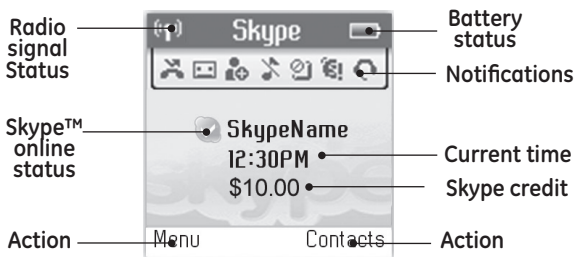 Radio
signal
Status
Skype
Battery
status
Notifications
Skype™
online
status
SkypeName
12:30PM
Current time
$10.00
Skype credit
Action
Menu
Contacts
Action